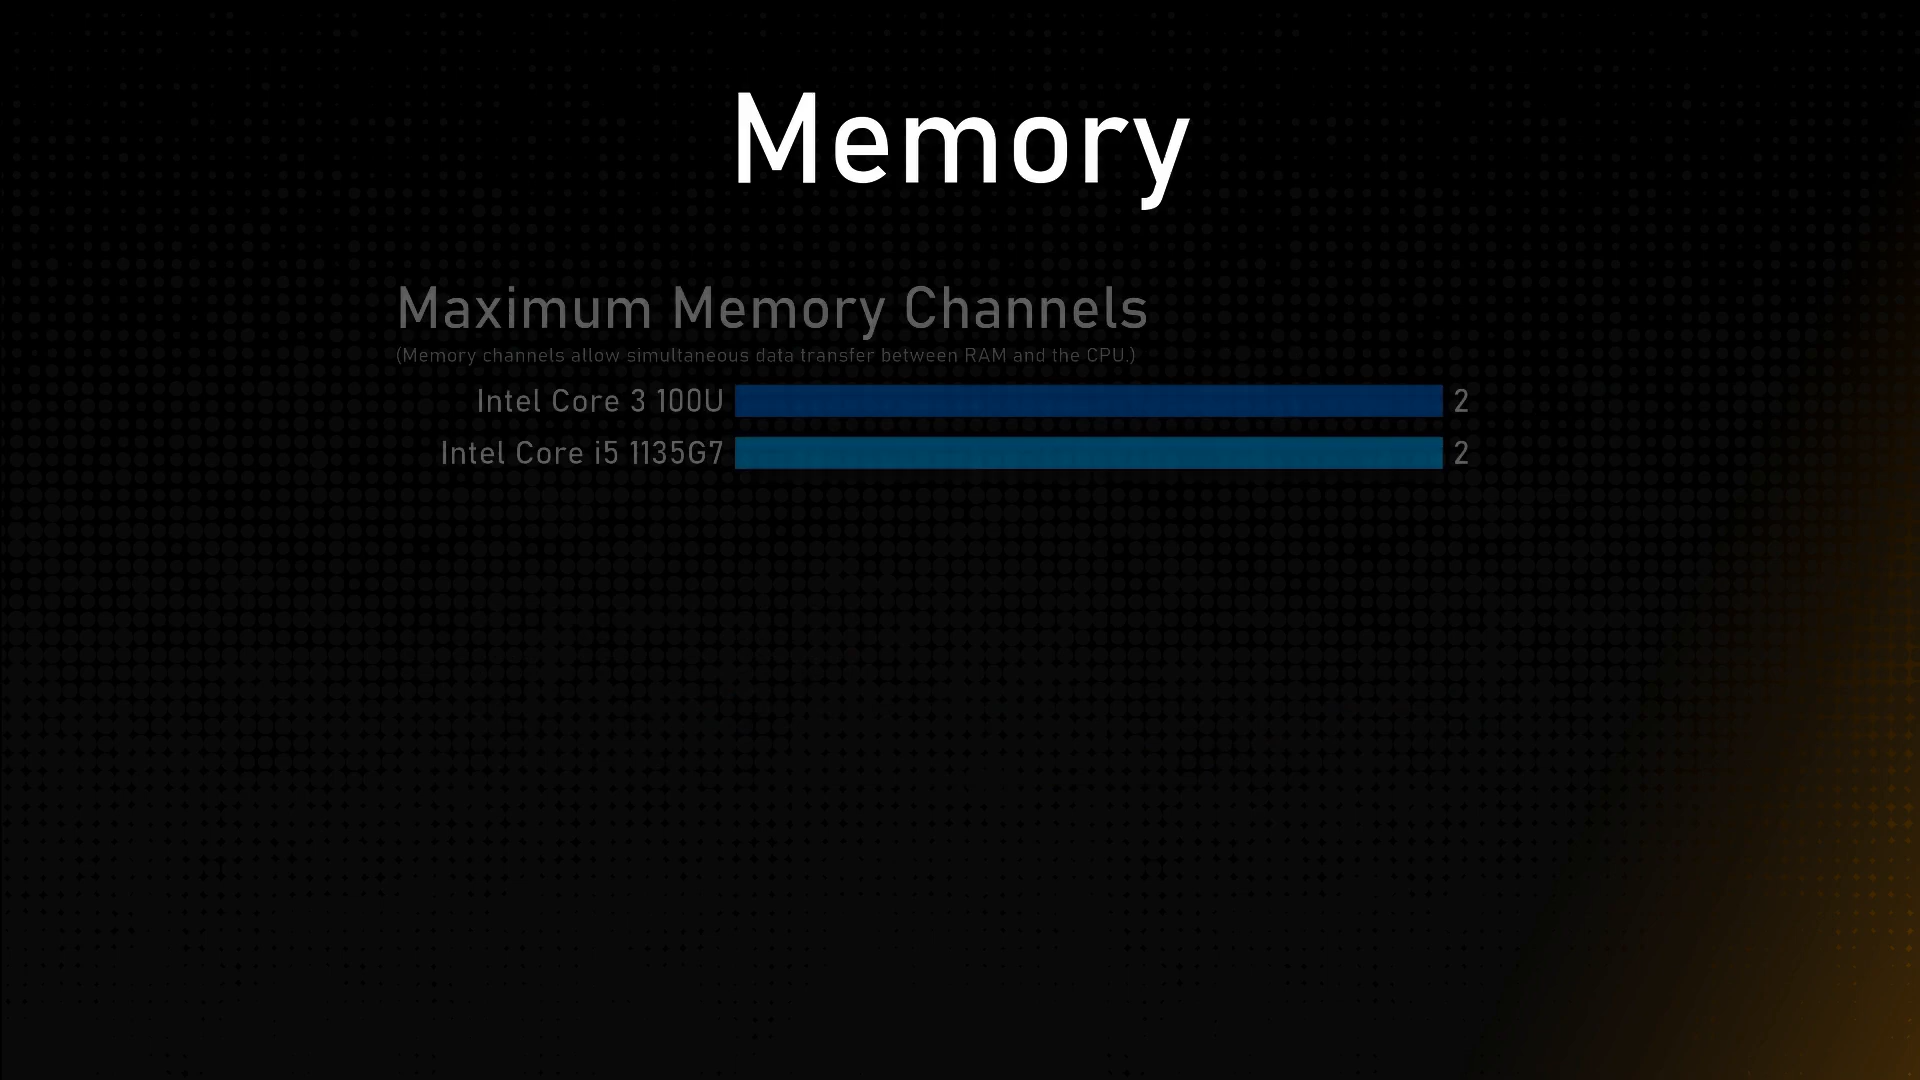 Memory
Maximum Memory Channels
(Memory channels allow simultaneous data transfer between RAM and the CPU.)
Intel Core 3 100U 2
Intel Core i5 1135G7 2